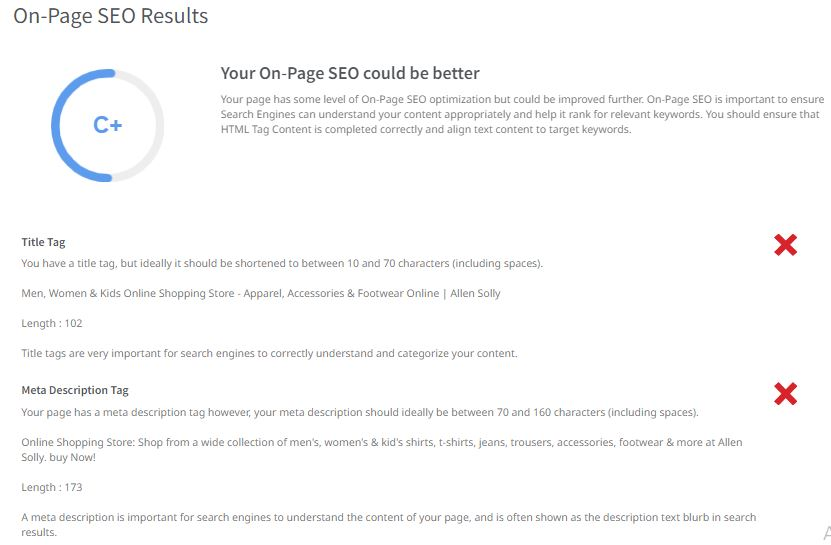 On-Page SEO Results
Your On-Page SEO could be better
Your page has some level of On-Page SEO optimization but could be improved further. On-Page SEO is important to ensure
Search Engines can understand your content appropriately and help it rank for relevant keywords. You should ensure that
HTML Tag Content is completed correctly and align text content to target keywords.
C+
Title Tag
You have a title tag, but ideally it should be shortened to between 10 and 70 characters (including spaces).
Men, Women & Kids Online Shopping Store - Apparel, Accessories & Footwear Online | Allen Solly
Length : 102
Title tags are very important for search engines to correctly understand and categorize your content.
Meta Description Tag
Your page has a meta description tag however, your meta description should ideally be between 70 and 160 characters (including spaces).
Online Shopping Store: Shop from a wide collection of men's, women's & kid's shirts, t-shirts, jeans, trousers, accessories, footwear & more at Allen
Solly. buy Now!
Length : 173
A meta description is important for search engines to understand the content of your page, and is often shown as the description text blurb in search
results.